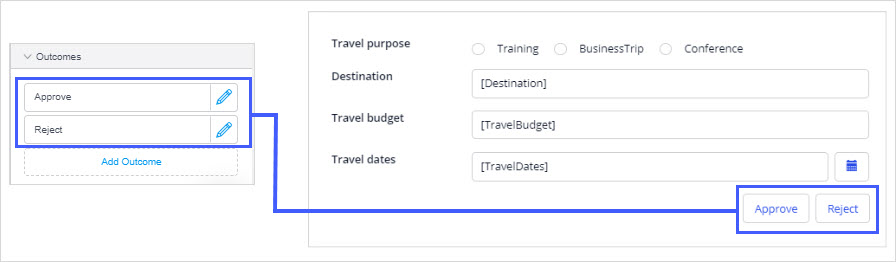 Outcomes
Approve
Reject
Add Outcome
Travel purpose
Training BusinessTrip Conference
Destination [Destination]
Travel budget [TravelBudget]
Travel dates [TravelDates]
Approve Reject